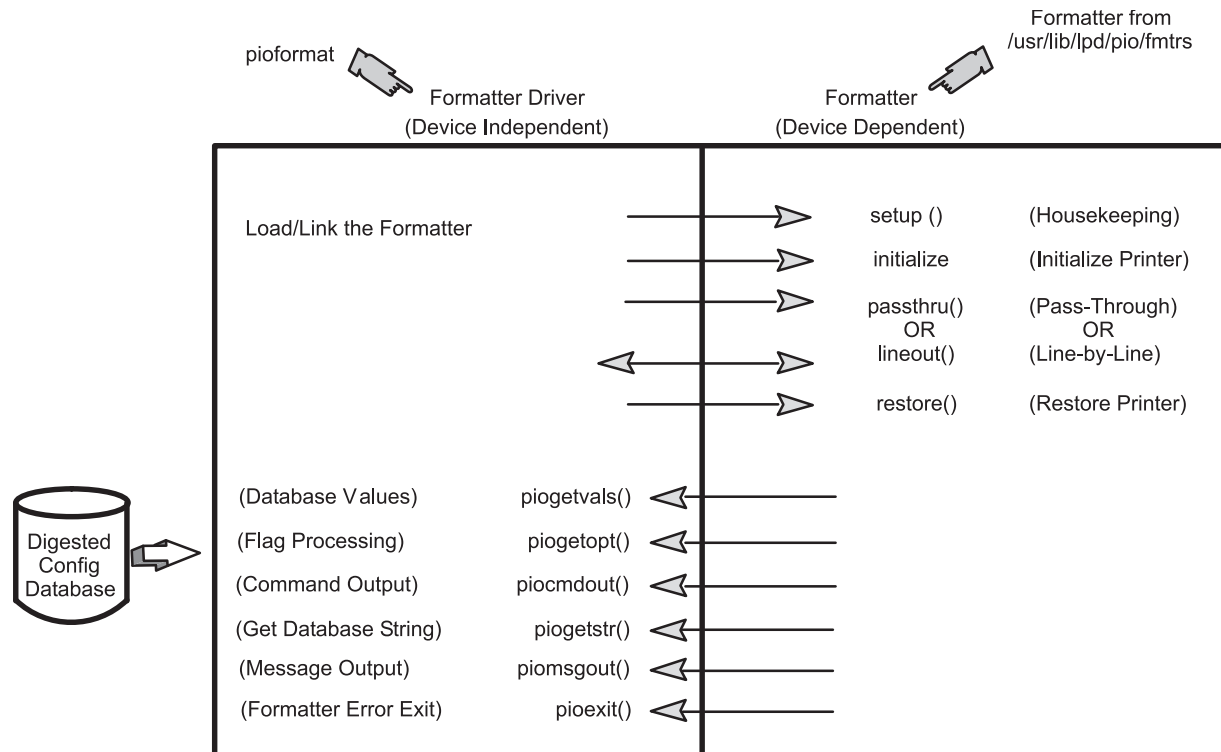 pioformat
Formatter from
/usr/lib/lpd/pio/fmtrs
Formatter Driver
(Device Independent)
Formatter
(Device Dependent)
Load/Link the Formatter
setup () (Housekeeping)
initialize (Initialize Printer)
passthru() (Pass-Through)
OR OR
lineout() (Line-by-Line)
restore() (Restore Printer)
Digested
Config
Database
(Database Values) piogetvals()
(Flag Processing) piogetopt()
(Command Output) piocmdout()
(Get Database String) piogetstr()
(Message Output) piomsgout()
(Formatter Error Exit) pioexit()